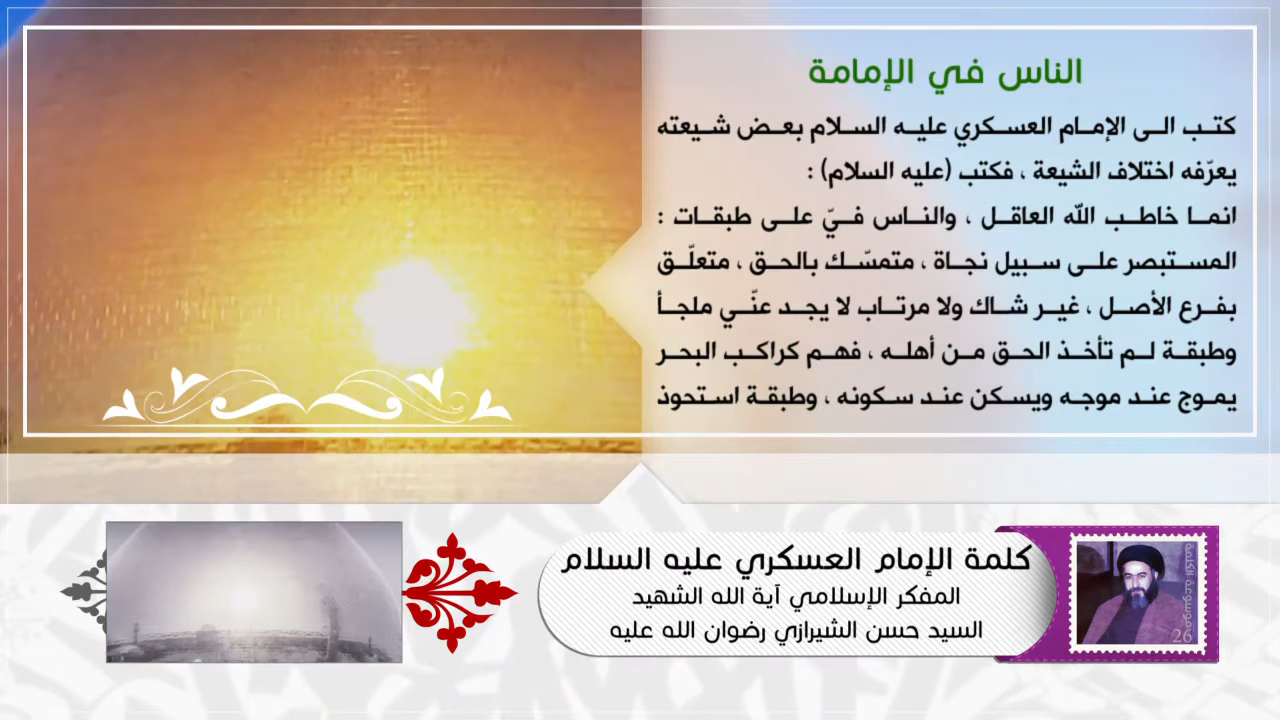 الناس في الإمامة
كتب الى الإمام العسكري عليه السلام بعض شيعته
يعرّفه اختلاف الشيعة ، فكتب (عليه السلام) :
انما خاطب الله العاقل ، والناس فيّ على طبقات :
المستبصر على سبيل نجاة ، متمسّك بالحق ، متعلّق
بفرع الأصل ، غير شاك ولا مرتاب لا يجد عنّي ملجأ
وطبقة لم تأخذ الحق من أهله ، فهم كراكب البحر
يموج عند موجه ويسكن عند سكونه ، وطبقة استحوذ
كلمة الإمام العسكري عليه السلام
المفكر الإسلامي آية الله الشهيد
السيد حسن الشيرازي رضوان الله عليه
موسوعة الكلمة
26